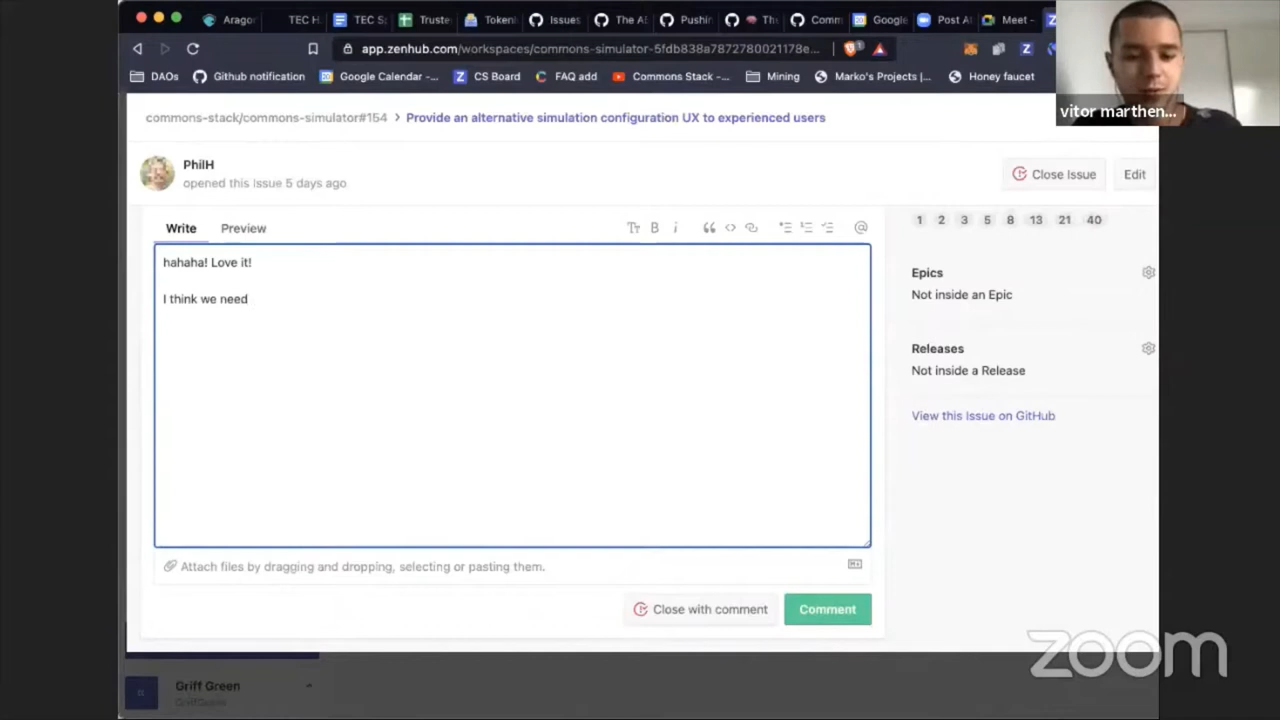 Aragon
TEC H
TEC S
Truste
Token
Issues
The A
Pushin
Th
Comm
Google
Post A
Meet -
app.zenhub.com/workspaces/commons-simulator-5fdb838a7872780021178e...
DAOs
Github notification
Google Calendar -...
CS Board
FAQ add
Commons Stack -...
Mining
Marko's Projects |...
Honey faucet
vitor marthen...
commons-stack/commons-simulator#154 > Provide an alternative simulation configuration UX to experienced users
PhilH
opened this Issue 5 days ago
Close Issue
Edit
Write
Preview
1 2 3 5 8 13 21 40
hahaha! Love it!
I think we need
Epics
Not inside an Epic
Releases
Not inside a Release
View this Issue on GitHub
Attach files by dragging and dropping, selecting or pasting them.
Close with comment
Comment
Griff Green
zoom